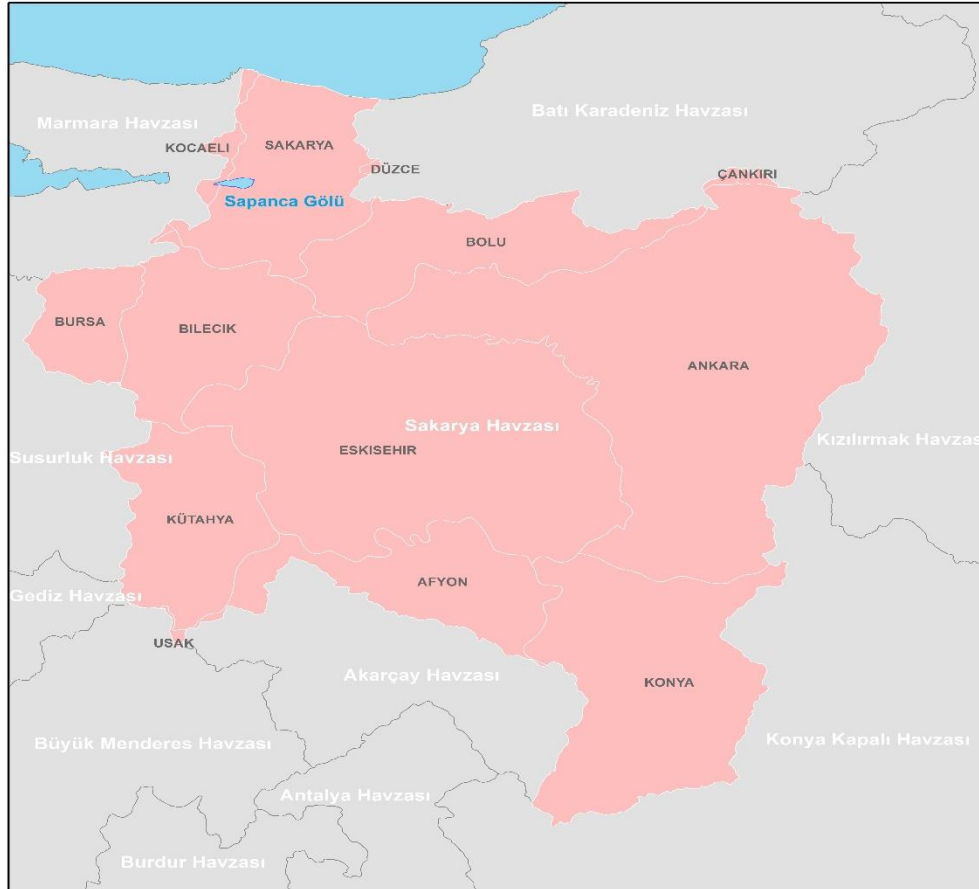 Batı Karadeniz Havzası
Marmara Havzası
KOCAELI
SAKARYA
DÜZCE
ÇANKIRI
Sapanca Gölü
BOLU
BURSA
BILECIK
ANKARA
Sakarya Havzası
Kızılırmak Havzas
ESKISEHIR
Susurluk Havzası
KÜTAHYA
AFYON
Gediz Havzası
USAK
Akarçay Havzası
KONYA
Büyük Menderes Havzası
Konya Kapalı Havzası
Antalya Havzası
Burdur Havzası